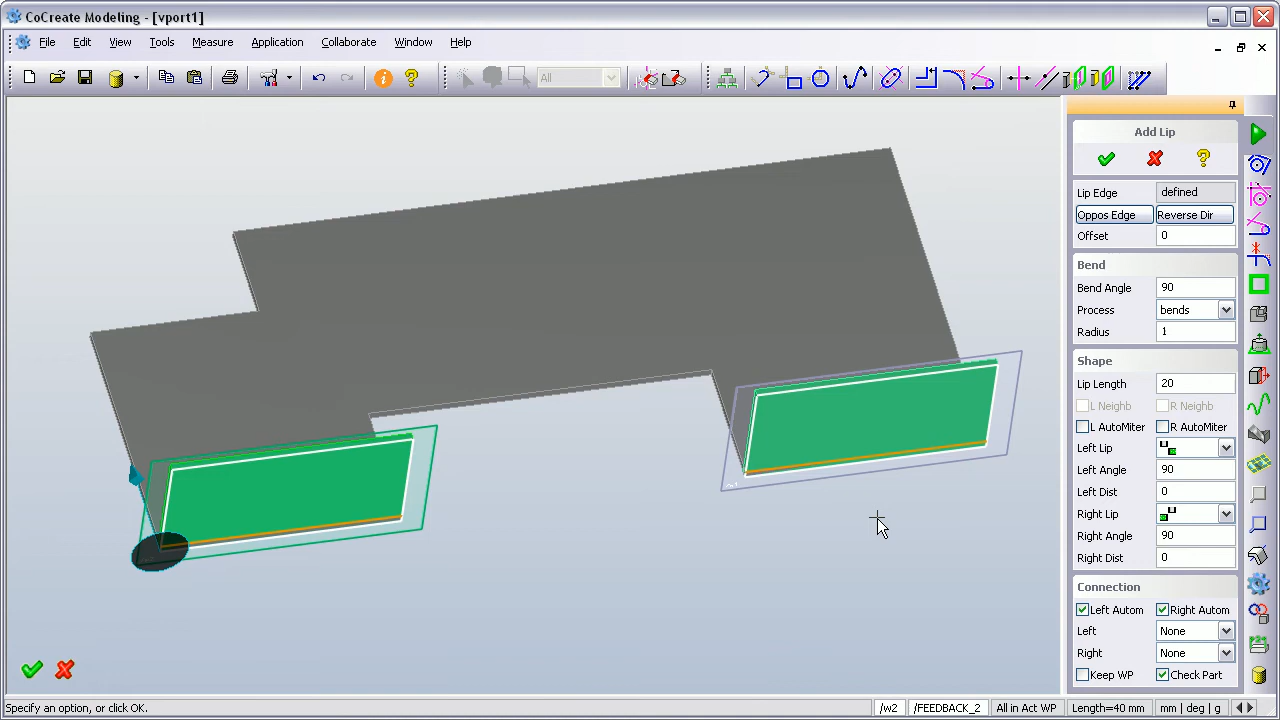 CoCreate Modeling - [vport1]
File Edit View Tools Measure Application Collaborate Window Help
All
Add Lip
Lip Edge defined
Oppos Edge Reverse Dir
Offset 0
Bend
Bend Angle 90
Process bends
Radius 1
Shape
Lip Length 20
L Neighb R Neighb
L AutoMiter R AutoMiter
Left Lip
Left Angle 90
Left Dist 0
Right Lip
Right Angle 90
Right Dist 0
Connection
Left Autom Right Autom
Left None
Right None
Keep WP Check Part
Specify an option, or click OK. /w2 /FEEDBACK_2 All in Act WP Length=40 mm mm | deg | g